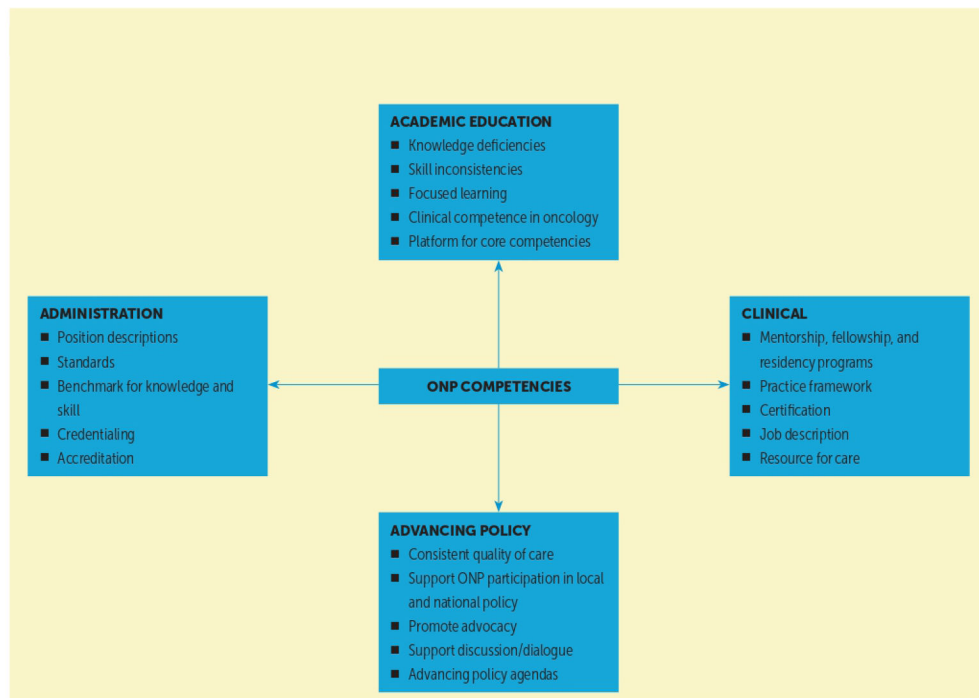 ACADEMIC EDUCATION
■ Knowledge deficiencies
■ Skill inconsistencies
■ Focused learning
■ Clinical competence in oncology
■ Platform for core competencies
ADMINISTRATION
■ Position descriptions
■ Standards
■ Benchmark for knowledge and
skill
■ Credentialing
■ Accreditation
ONP COMPETENCIES
CLINICAL
■ Mentorship, fellowship, and
residency programs
■ Practice framework
■ Certification
■ Job description
■ Resource for care
ADVANCING POLICY
■ Consistent quality of care
■ Support ONP participation in local
and national policy
■ Promote advocacy
■ Support discussion/dialogue
■ Advancing policy agendas